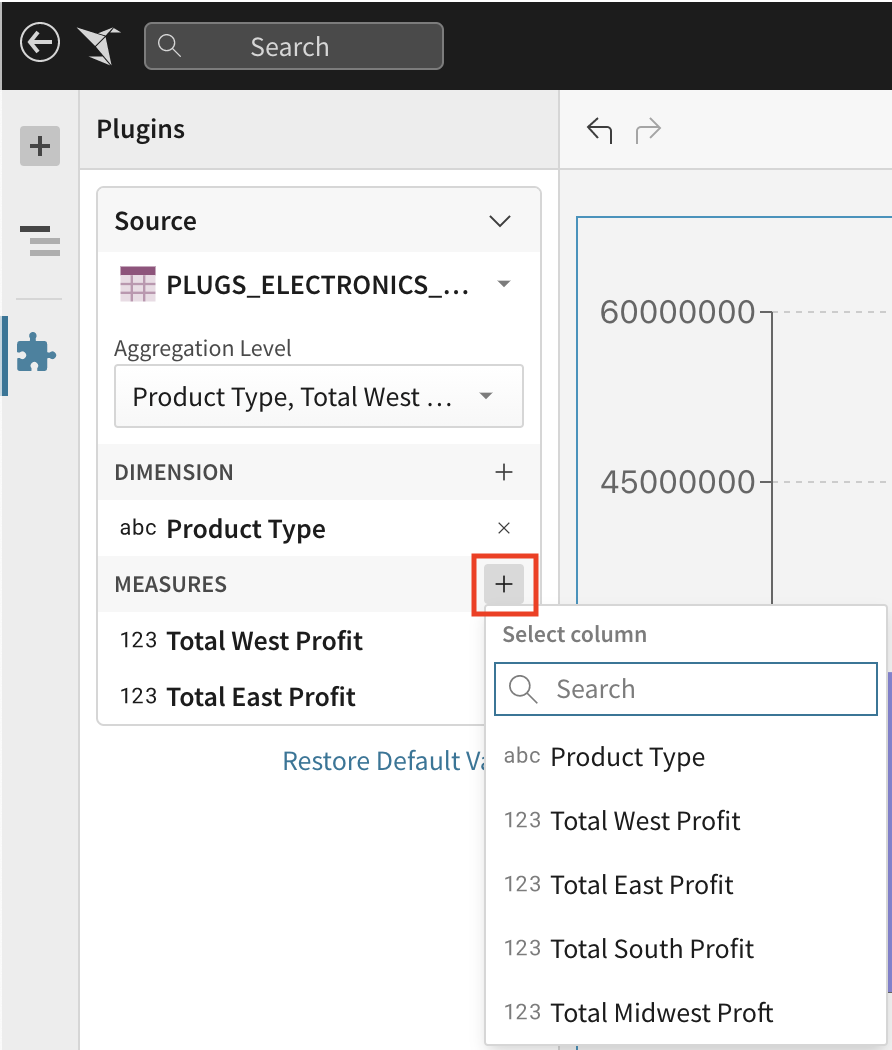 Search
Plugins
Source
PLUGS_ELECTRONICS_...
Aggregation Level
Product Type, Total West ...
DIMENSION
abc Product Type
MEASURES
123 Total West Profit
123 Total East Profit
Restore Default Va
60000000
45000000
Select column
Search
abc Product Type
123 Total West Profit
123 Total East Profit
123 Total South Profit
123 Total Midwest Proft